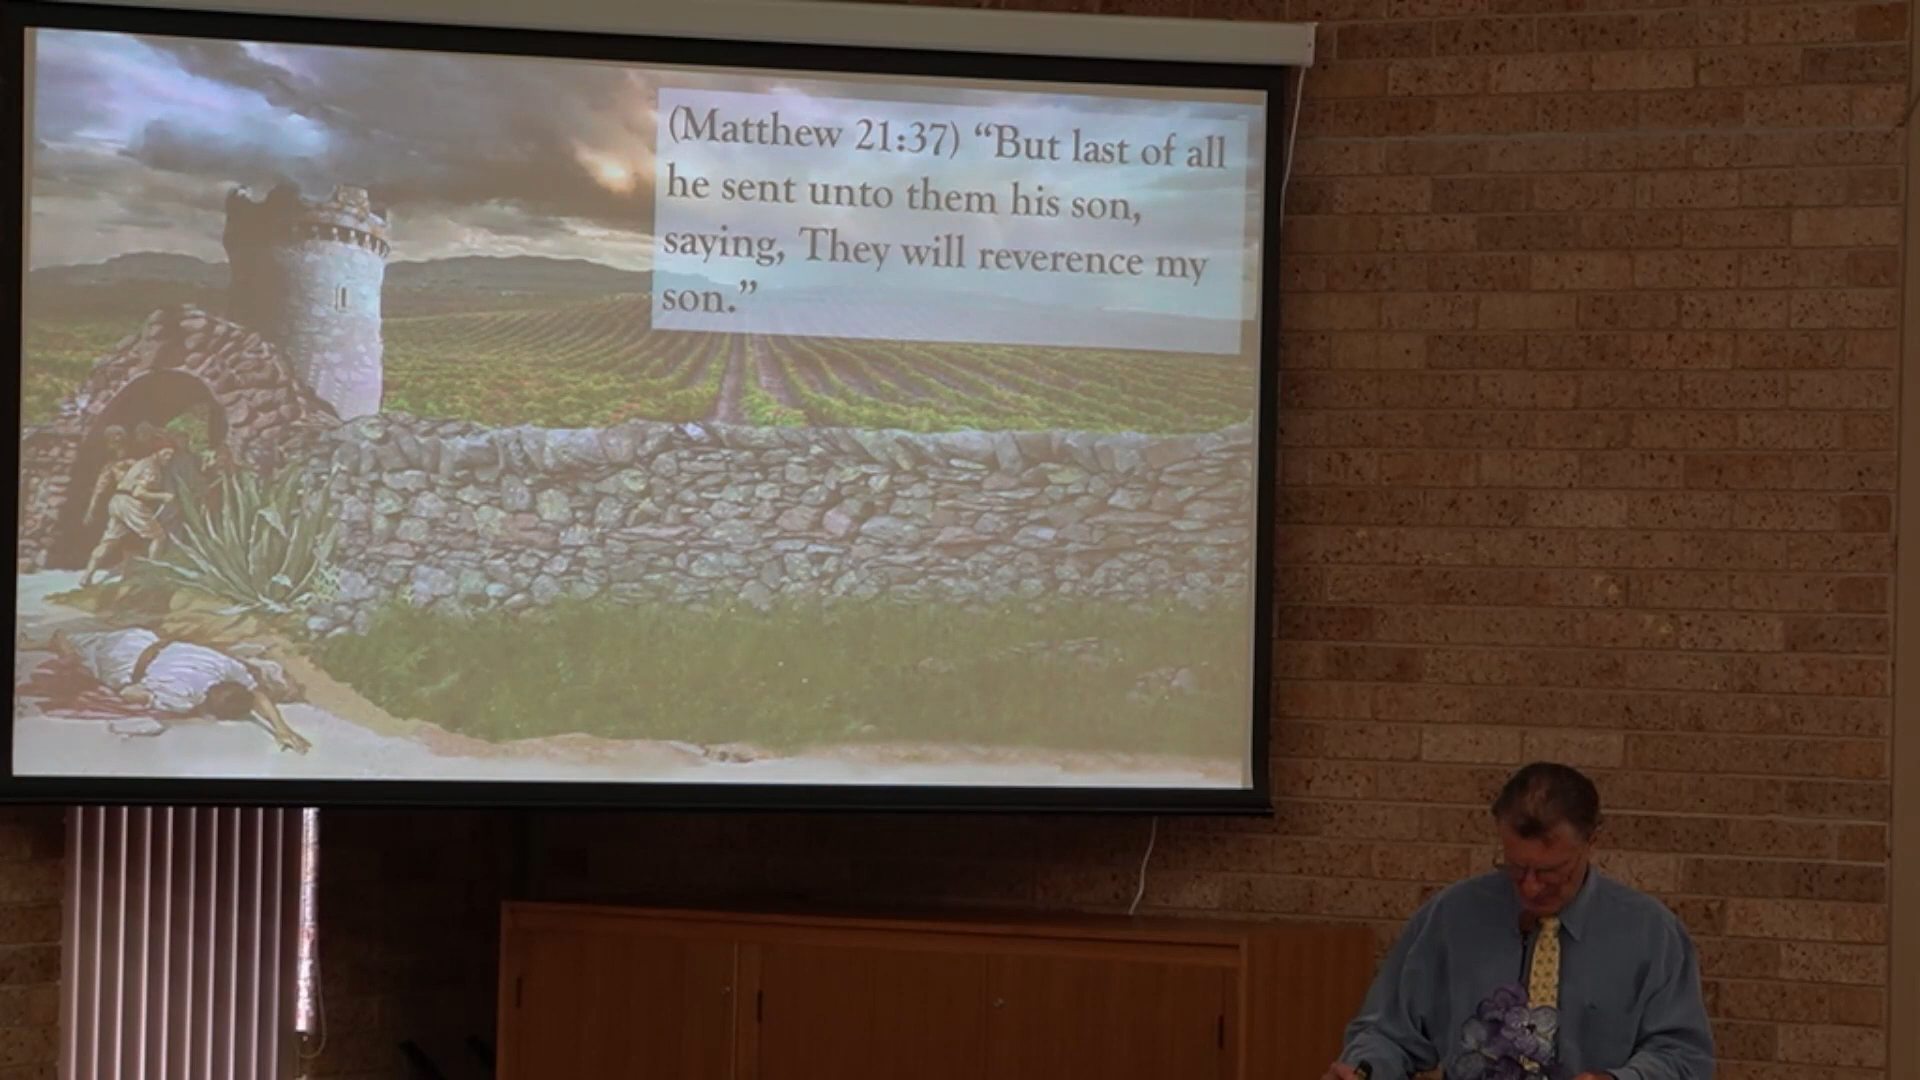 (Matthew 21:37) “But last of all
he sent unto them his son,
saying, They will reverence my
son.”